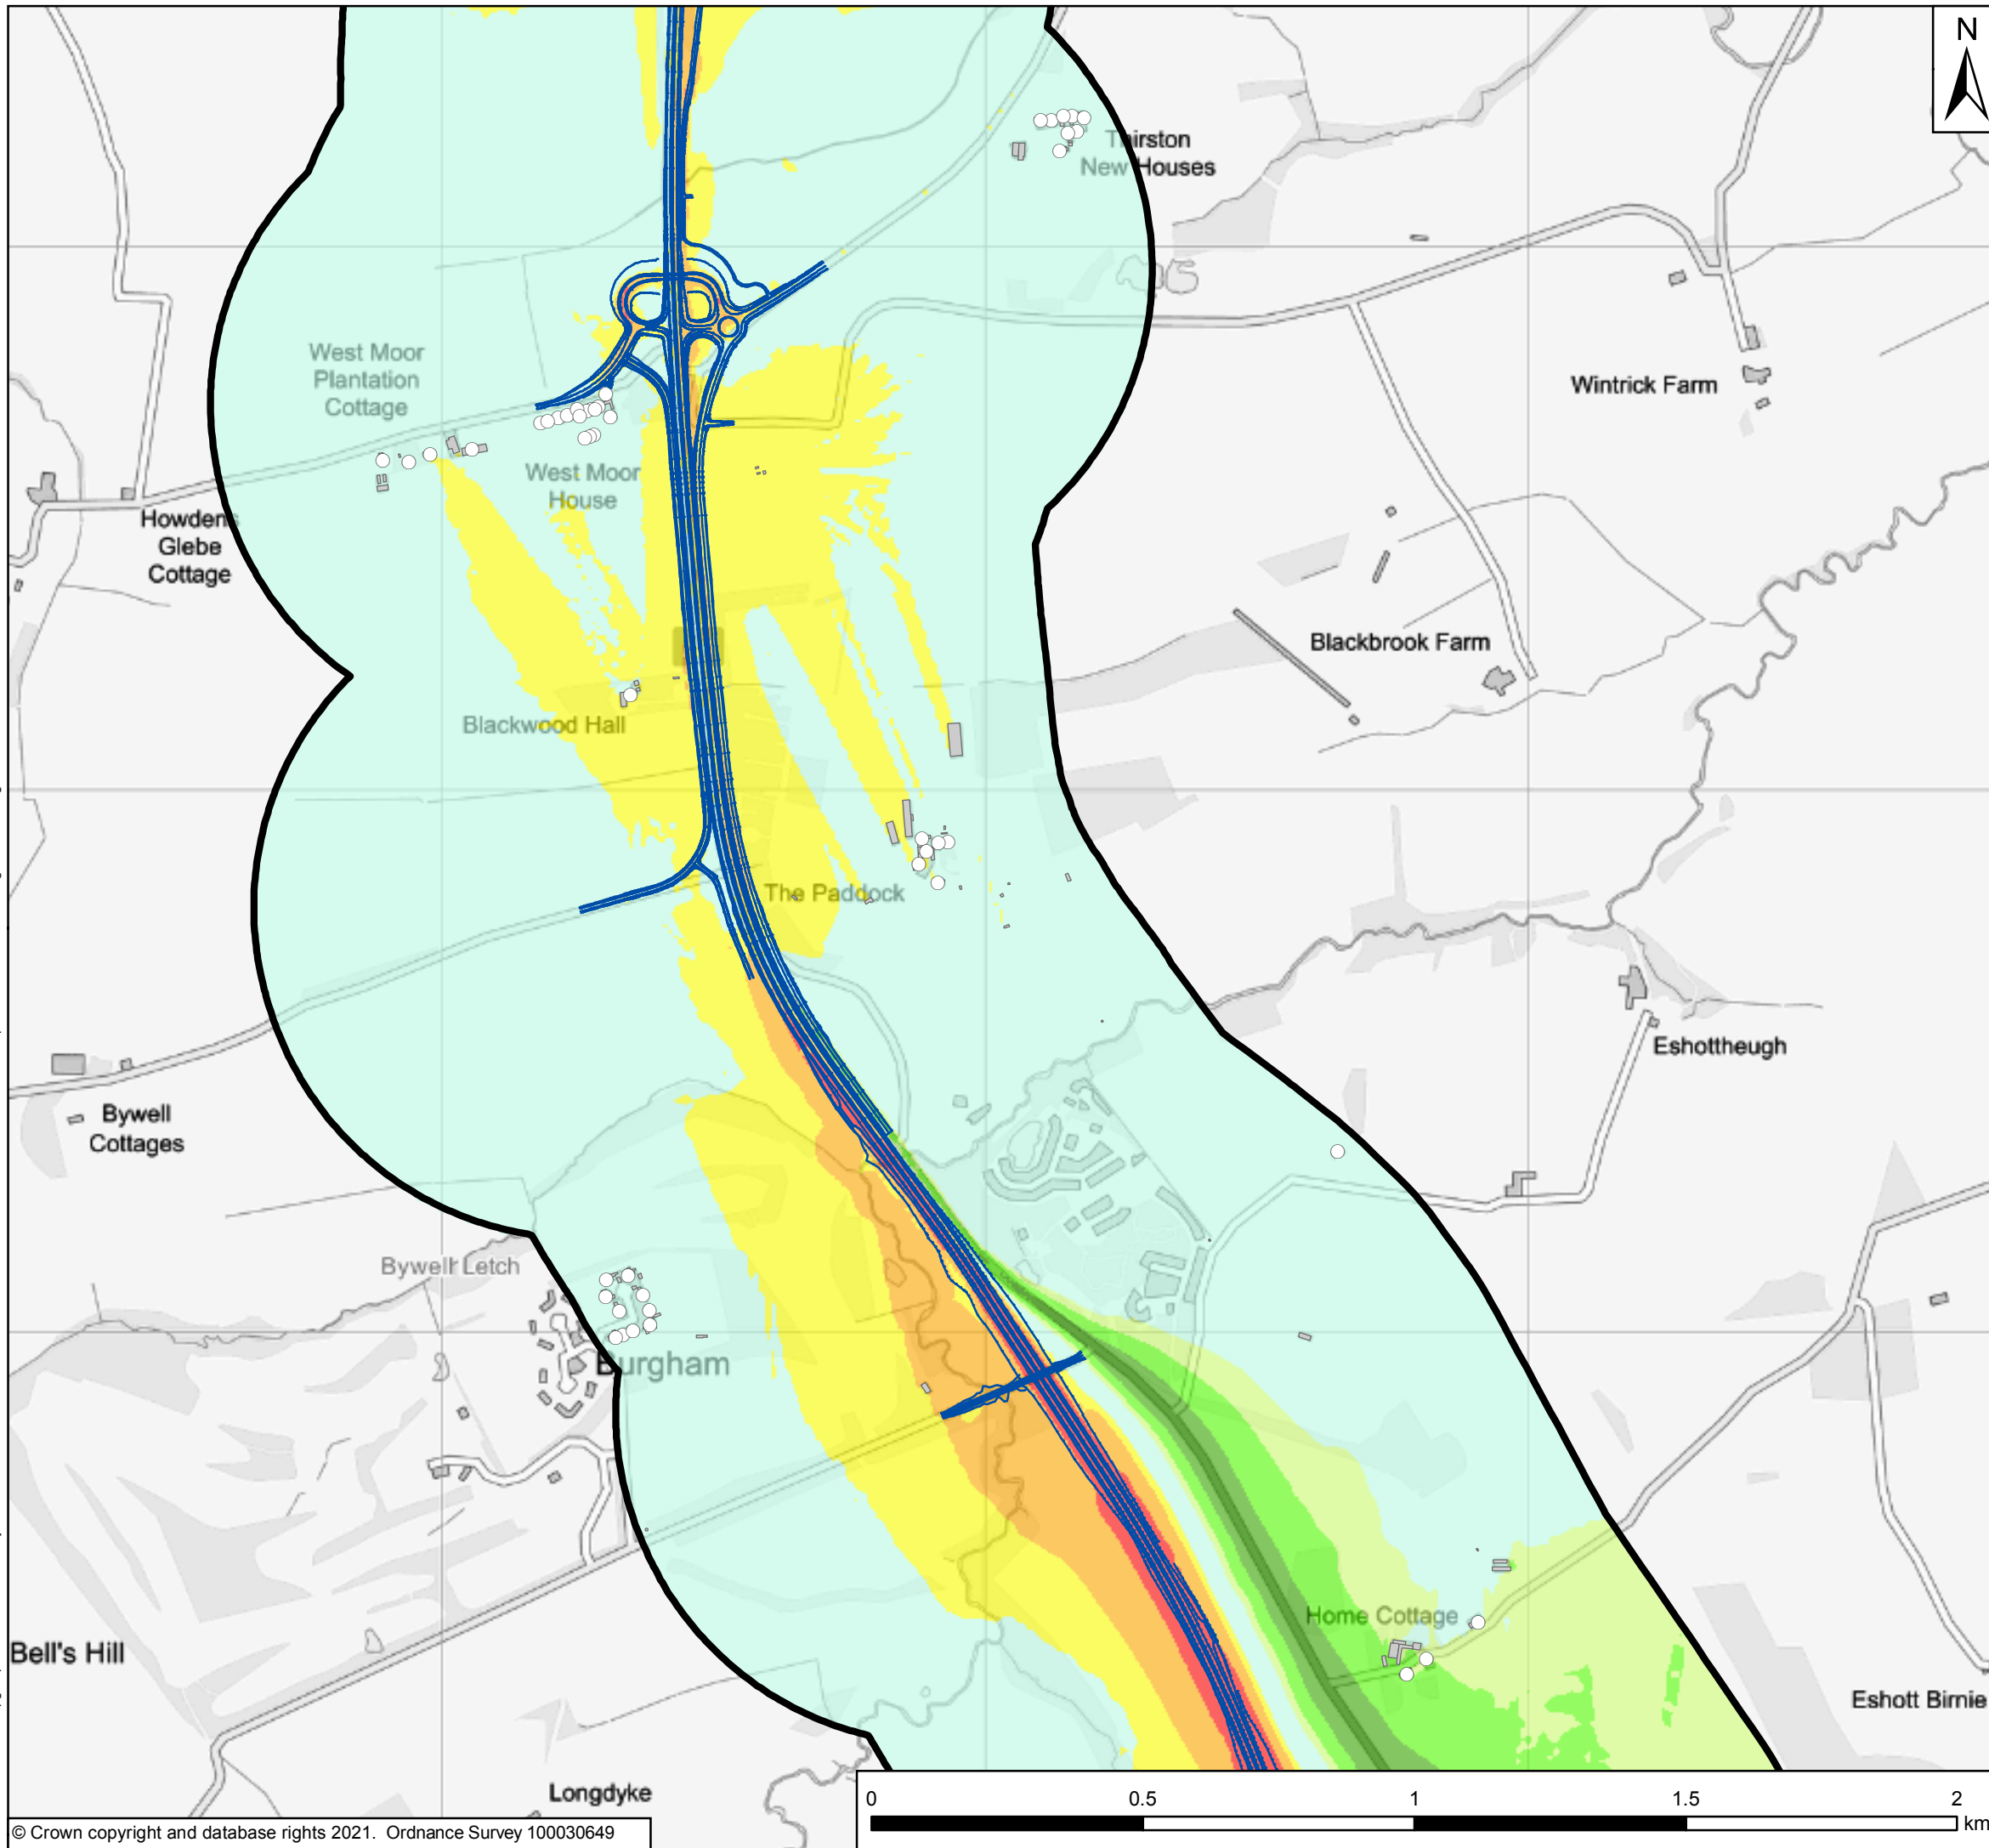 N
Thirston
New Houses
West Moor
Plantation
Cottage
Wintrick Farm
West Moor
House
Howdens
Glebe
Cottage
Blackbrook Farm
Blackwood Hall
The Paddock
Eshottheugh
Bywell
Cottages
Bywell Letch
Burgham
Home Cottage
Bell's Hill
Eshott Birnie
Longdyke
0 0.5 1 1.5 2
km
© Crown copyright and database rights 2021. Ordnance Survey 100030649